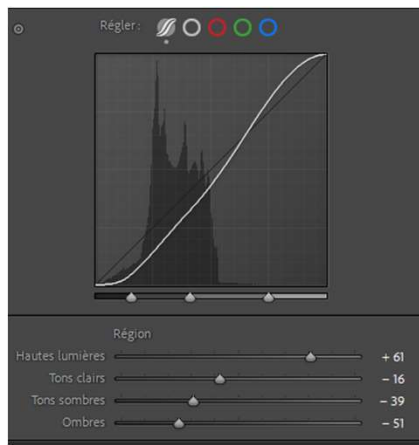 Régler :
Région
Hautes lumières + 61
Tons clairs − 16
Tons sombres − 39
Ombres − 51